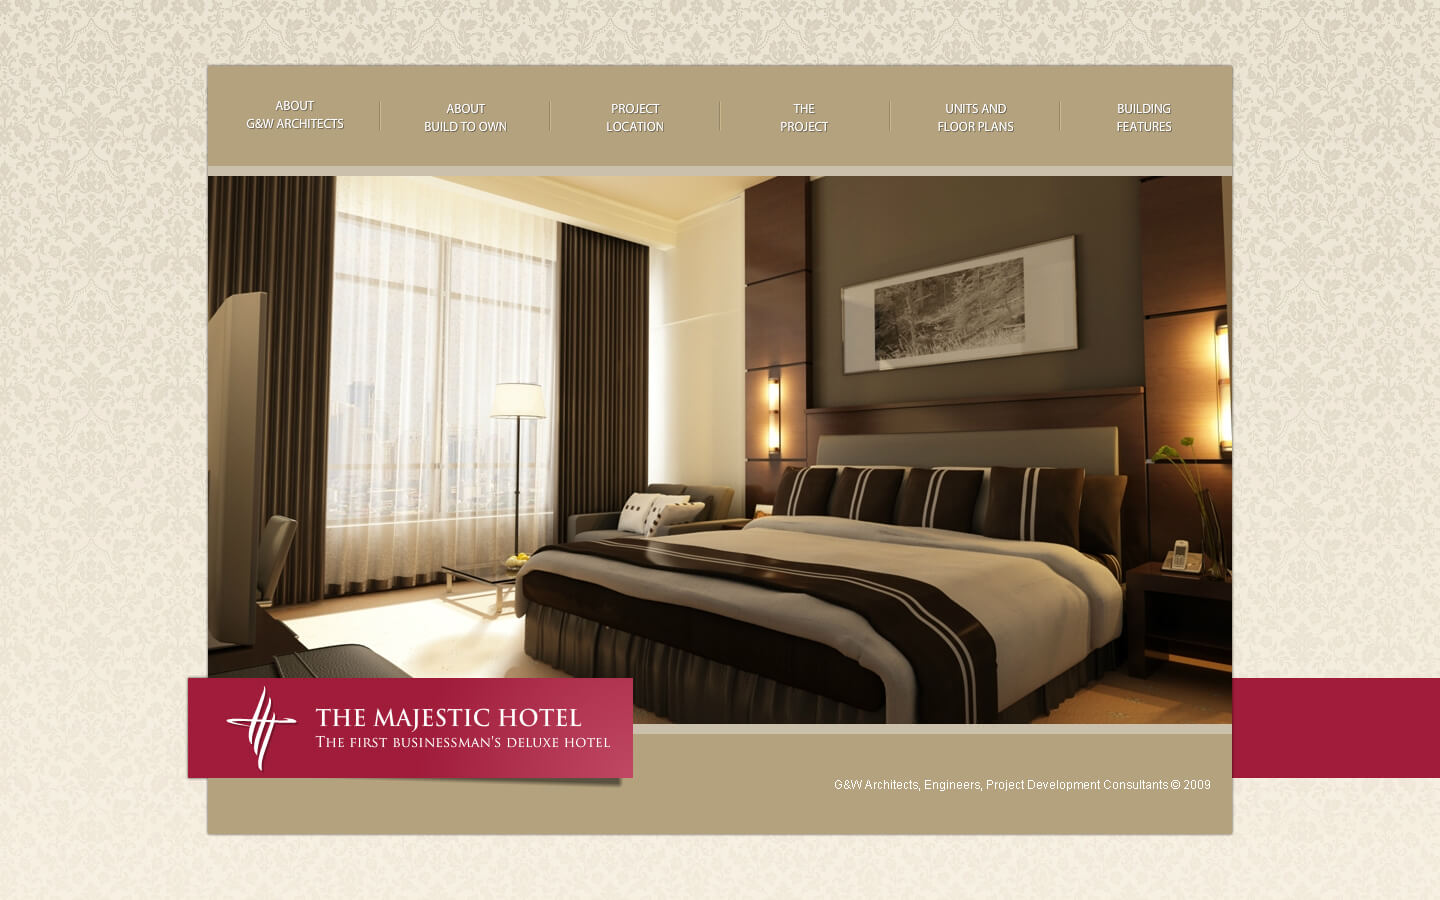 ABOUT
G&W ARCHITECTS
ABOUT
BUILD TO OWN
PROJECT
LOCATION
THE
PROJECT
UNITS AND
FLOOR PLANS
BUILDING
FEATURES
THE MAJESTIC HOTEL
THE FIRST BUSINESSMAN'S DELUXE HOTEL
G&W Architects, Engineers, Project Development Consultants © 2009